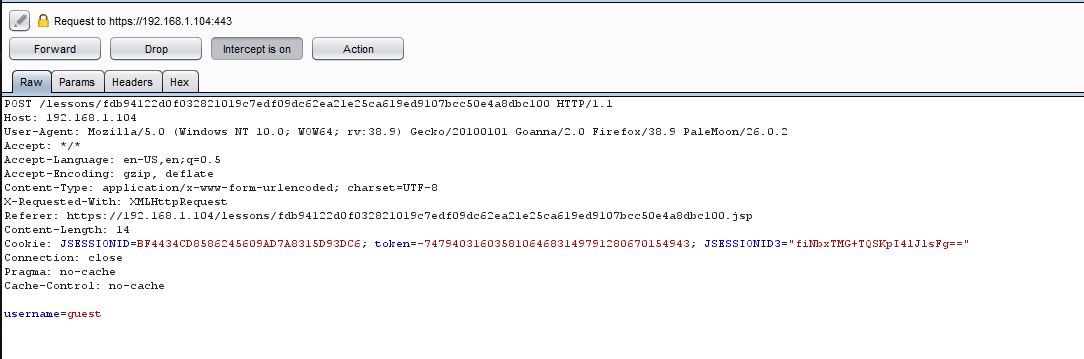 Request to https://192.168.1.104:443
Forward Drop Intercept is on Action
Raw Params Headers Hex
POST /lessons/fdb94122d0f032821019c7edf09dc62ea21e25ca619ed9107bcc50e4a8dbc100 HTTP/1.1
Host: 192.168.1.104
User-Agent: Mozilla/5.0 (Windows NT 10.0; WOW64; rv:38.9) Gecko/20100101 Goanna/2.0 Firefox/38.9 PaleMoon/26.0.2
Accept: */*
Accept-Language: en-US,en;q=0.5
Accept-Encoding: gzip, deflate
Content-Type: application/x-www-form-urlencoded; charset=UTF-8
X-Requested-With: XMLHttpRequest
Referer: https://192.168.1.104/lessons/fdb94122d0f032821019c7edf09dc62ea21e25ca619ed9107bcc50e4a8dbc100.jsp
Content-Length: 14
Cookie: JSESSIONID=BF4434CD8586245609AD7A8315D93DC6; token=-74794031603581064683149791280670154943; JSESSIONID3="fiNbxTMG+TQSKpI41J1sFg=="
Connection: close
Pragma: no-cache
Cache-Control: no-cache
username=guest